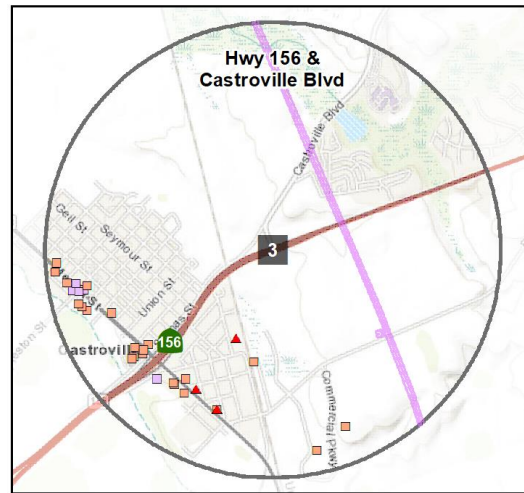 Hwy 156 &
Castroville Blvd
Castroville Blvd
3
Geil St
Seymour St
Union St
156
Castroville
Commercial Pkwy